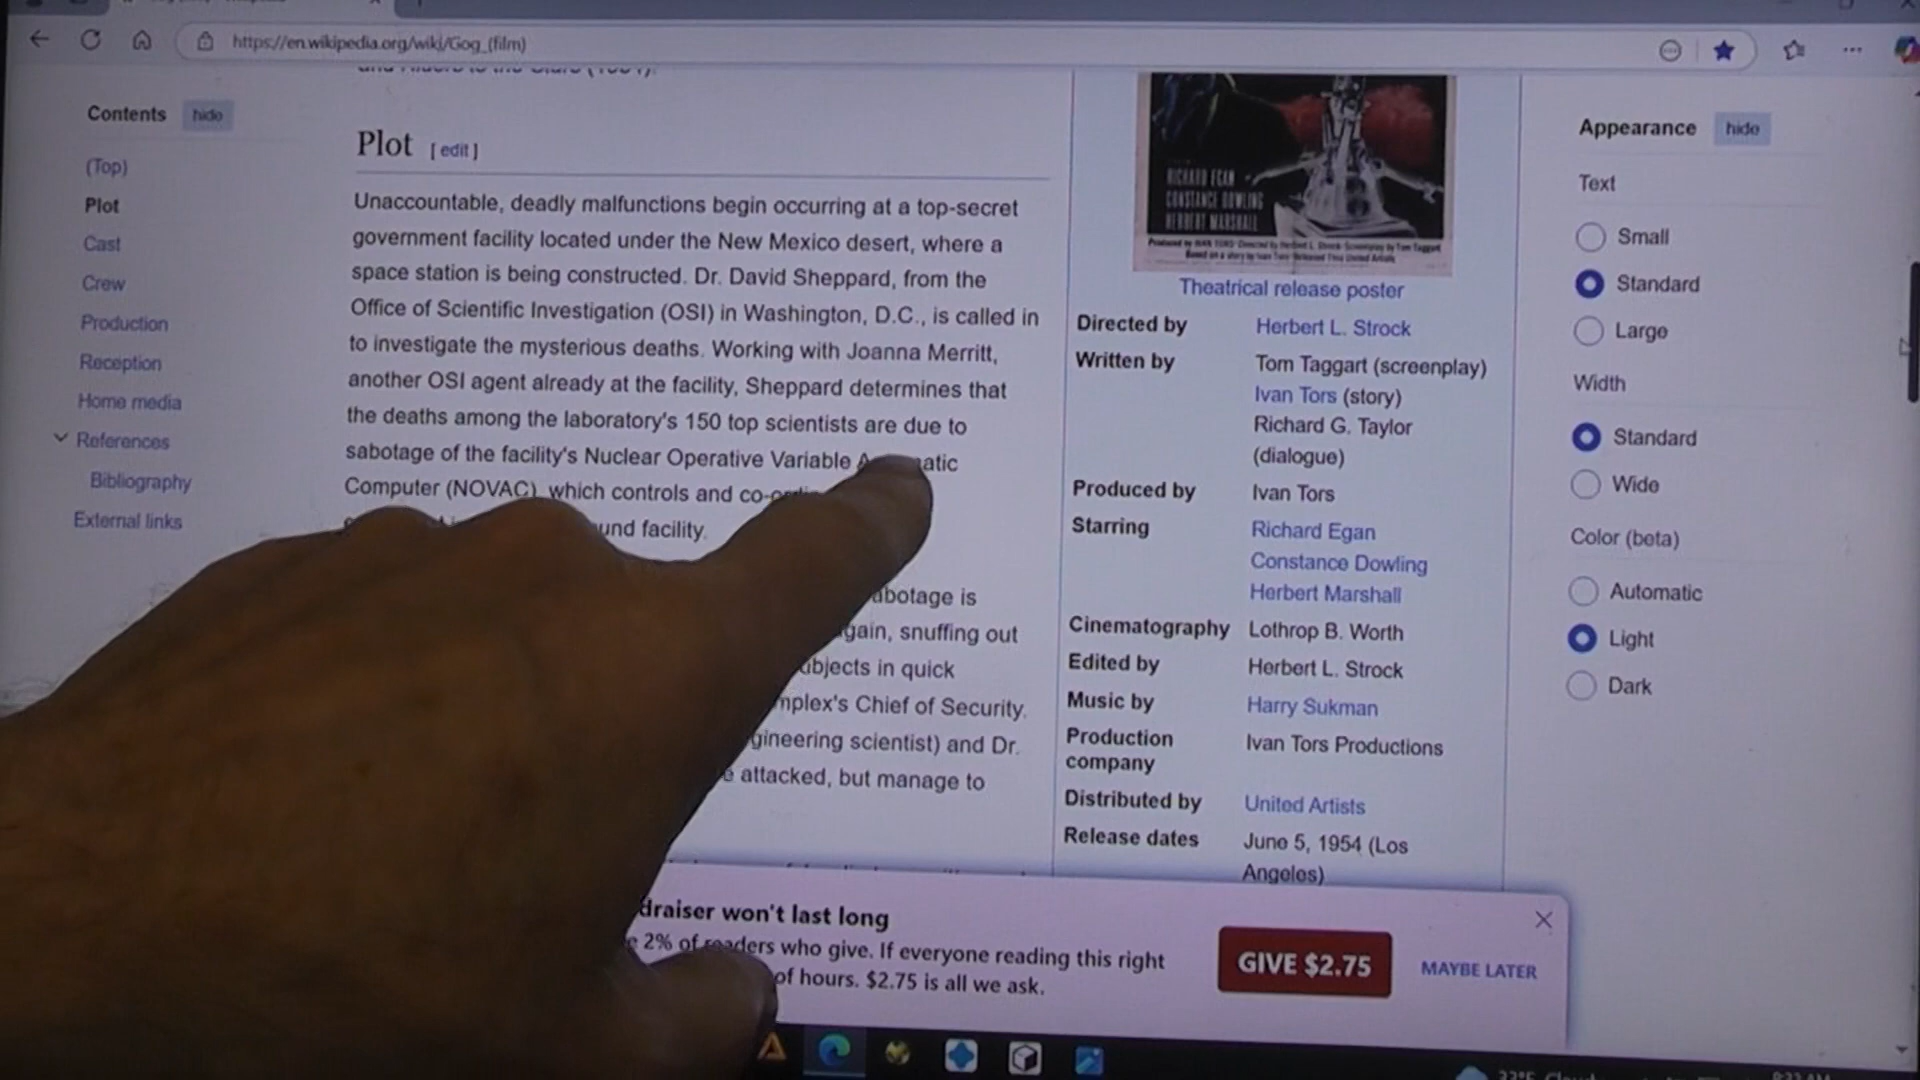 https://en.wikipedia.org/wiki/Gog_(film)
Contents hide
(Top)
Plot
Cast
Crew
Production
Reception
Home media
References
Bibliography
External links
Plot [ edit ]
Unaccountable, deadly malfunctions begin occurring at a top-secret
government facility located under the New Mexico desert, where a
space station is being constructed. Dr. David Sheppard, from the
Office of Scientific Investigation (OSI) in Washington, D.C., is called in
to investigate the mysterious deaths. Working with Joanna Merritt,
another OSI agent already at the facility, Sheppard determines that
the deaths among the laboratory's 150 top scientists are due to
sabotage of the facility's Nuclear Operative Variable
Computer (NOVAC), which controls and
facility.
is
snuffing out
in quick
Chief of Security.
scientist) and Dr.
attacked, but manage to
RICHARD EGAN
CONSTANCE DOWLING
HERBERT MARSHALL
Theatrical release poster
Directed by Herbert L. Strock
Written by Tom Taggart (screenplay)
Ivan Tors (story)
Richard G. Taylor
(dialogue)
Produced by Ivan Tors
Starring Richard Egan
Constance Dowling
Herbert Marshall
Cinematography Lothrop B. Worth
Edited by Herbert L. Strock
Music by Harry Sukman
Production Ivan Tors Productions
company
Distributed by United Artists
Release dates June 5, 1954 (Los
Angeles)
Appearance hide
Text
Small
Standard
Large
Width
Standard
Wide
Color (beta)
Automatic
Light
Dark
won't last long
2% of readers who give. If everyone reading this right
of hours. $2.75 is all we ask.
GIVE $2.75
MAYBE LATER